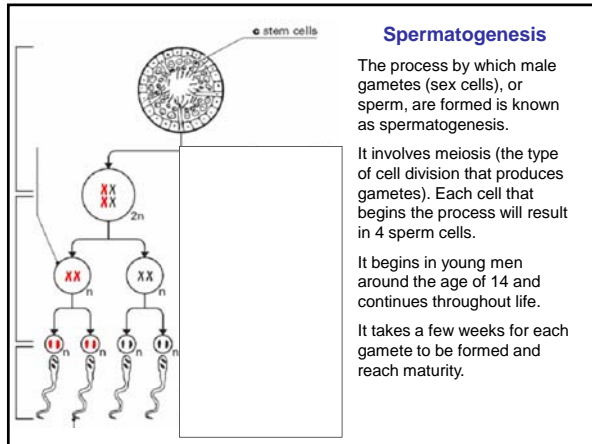 c stem cells
2n
n
n
n
n
n
n
Spermatogenesis
The process by which male
gametes (sex cells), or
sperm, are formed is known
as spermatogenesis.
It involves meiosis (the type
of cell division that produces
gametes). Each cell that
begins the process will result
in 4 sperm cells.
It begins in young men
around the age of 14 and
continues throughout life.
It takes a few weeks for each
gamete to be formed and
reach maturity.